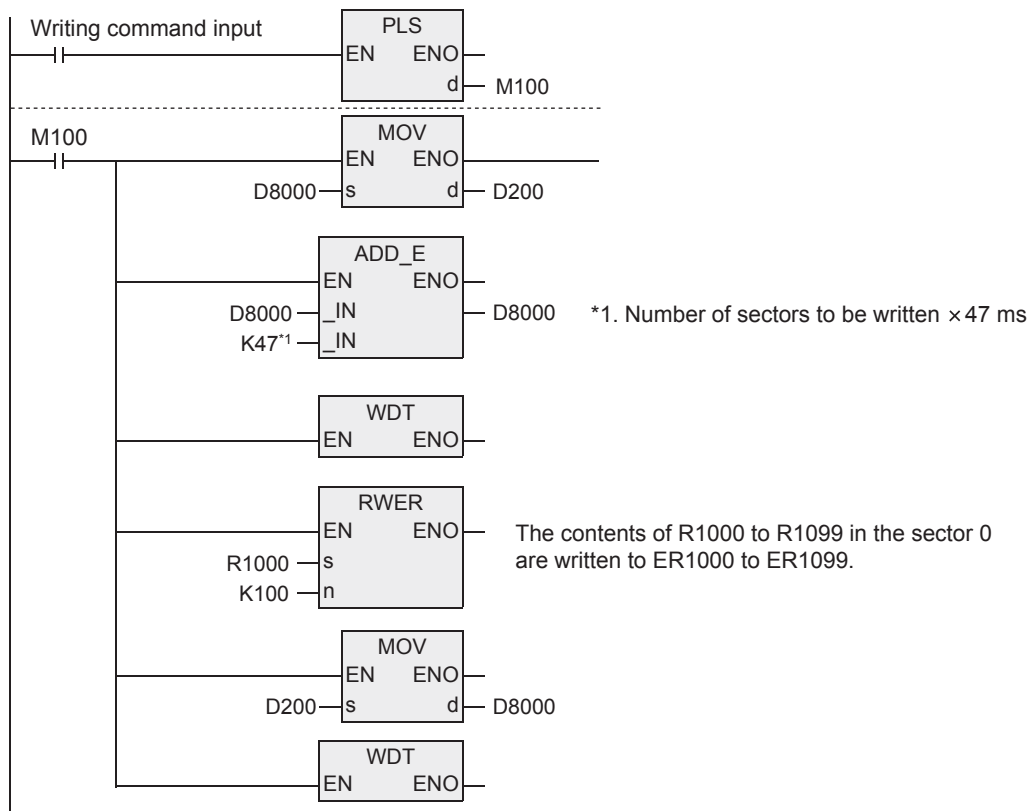 Writing command input
PLS
EN ENO
d M100
M100
MOV
EN ENO
D8000 s d D200
ADD_E
EN ENO
D8000 _IN D8000 *1. Number of sectors to be written ×47 ms
K47*1 _IN
WDT
EN ENO
RWER
EN ENO The contents of R1000 to R1099 in the sector 0
R1000 s are written to ER1000 to ER1099.
K100 n
MOV
EN ENO
D200 s d D8000
WDT
EN ENO